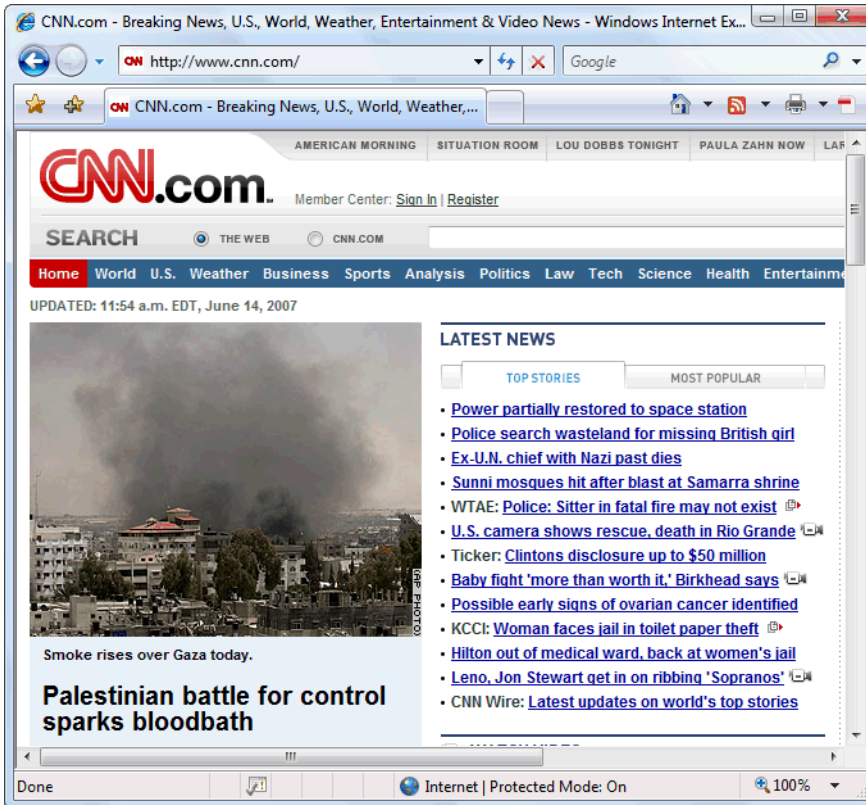 CNN.com - Breaking News, U.S., World, Weather, Entertainment & Video News - Windows Internet Ex...
CNN http://www.cnn.com/ Google
CNN CNN.com - Breaking News, U.S., World, Weather,...
AMERICAN MORNING SITUATION ROOM LOU DOBBS TONIGHT PAULA ZAHN NOW LAR
CNN.com
Member Center: Sign In | Register
SEARCH THE WEB CNN.COM
Home World U.S. Weather Business Sports Analysis Politics Law Tech Science Health Entertainme
UPDATED: 11:54 a.m. EDT, June 14, 2007
(AP PHOTO)
Smoke rises over Gaza today.
Palestinian battle for control
sparks bloodbath
LATEST NEWS
TOP STORIES MOST POPULAR
• Power partially restored to space station
• Police search wasteland for missing British girl
• Ex-U.N. chief with Nazi past dies
• Sunni mosques hit after blast at Samarra shrine
• WTAE: Police: Sitter in fatal fire may not exist
• U.S. camera shows rescue, death in Rio Grande
• Ticker: Clintons disclosure up to $50 million
• Baby fight 'more than worth it,' Birkhead says
• Possible early signs of ovarian cancer identified
• KCCI: Woman faces jail in toilet paper theft
• Hilton out of medical ward, back at women's jail
• Leno, Jon Stewart get in on ribbing 'Sopranos'
• CNN Wire: Latest updates on world's top stories
Done Internet | Protected Mode: On 100%